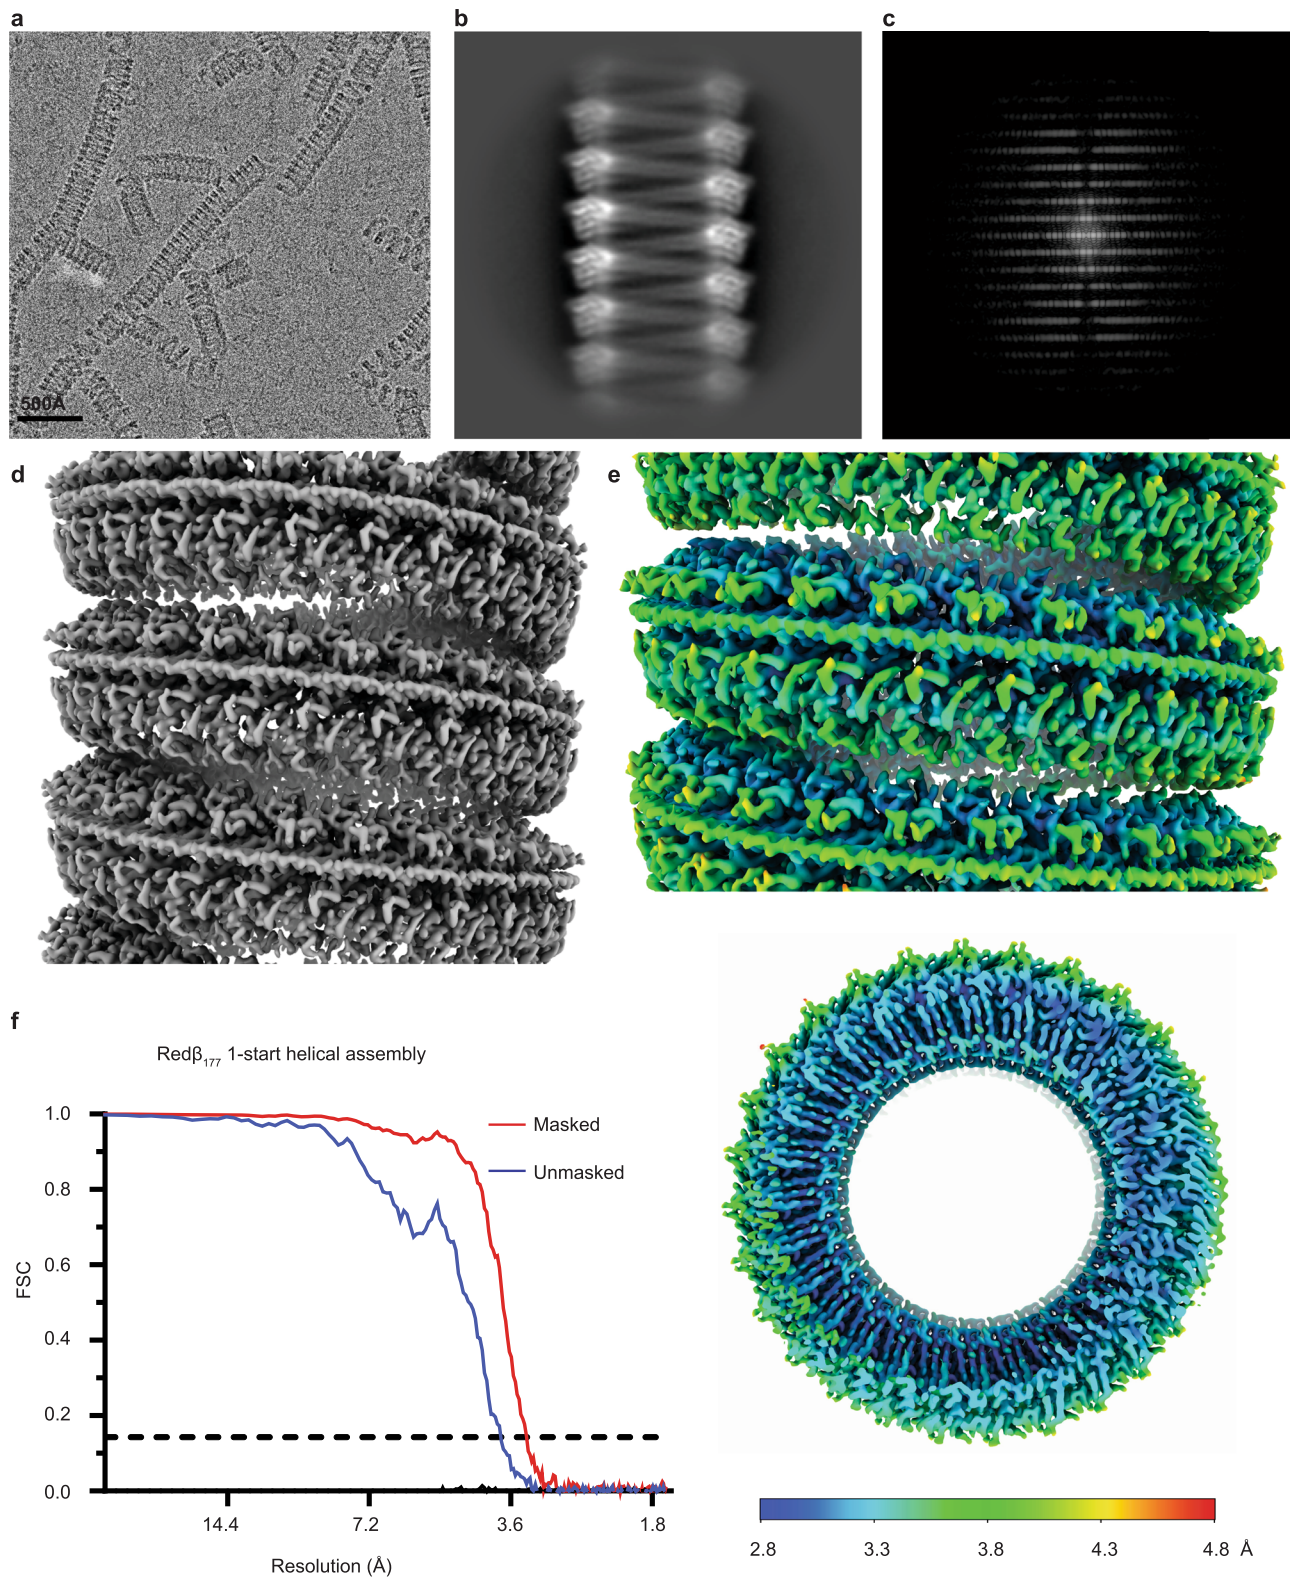 a
b
c
500Å
d
e
f
Redβ177 1-start helical assembly
1.0
0.8
0.6
0.4
0.2
0.0
FSC
Masked
Unmasked
14.4 7.2 3.6 1.8
Resolution (Å)
2.8 3.3 3.8 4.3 4.8 Å